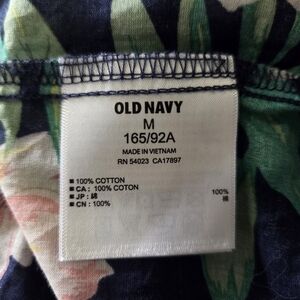 OLD NAVY
M
165/92A
MADE IN VIETNAM
RN 54023 CA17897
■ 100% COTTON
■ CA : 100% COTON
■ JP : 綿 100%
■ CN : 100% 棉